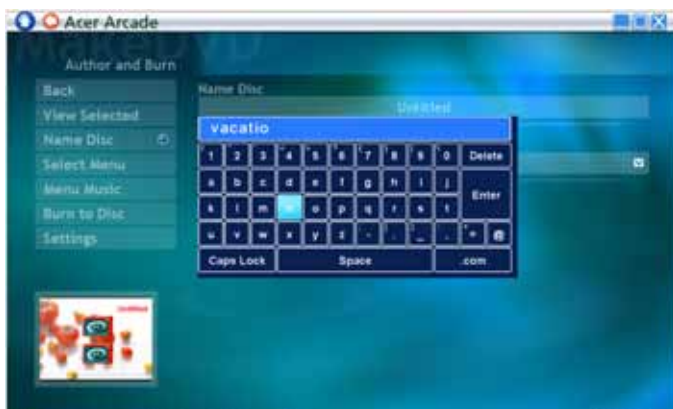 Acer Arcade
MakeDVD
Author and Burn
Back
View Selected
Name Disc
Select Menu
Menu Music
Burn to Disc
Settings
Name Disc
Untitled
vacatio
1 2 3 4 5 6 7 8 9 0 Delete
a b c d e f g h i j
k l m n o p q r s t Enter
u v w x y z - . _ , @
Caps Lock Space .com